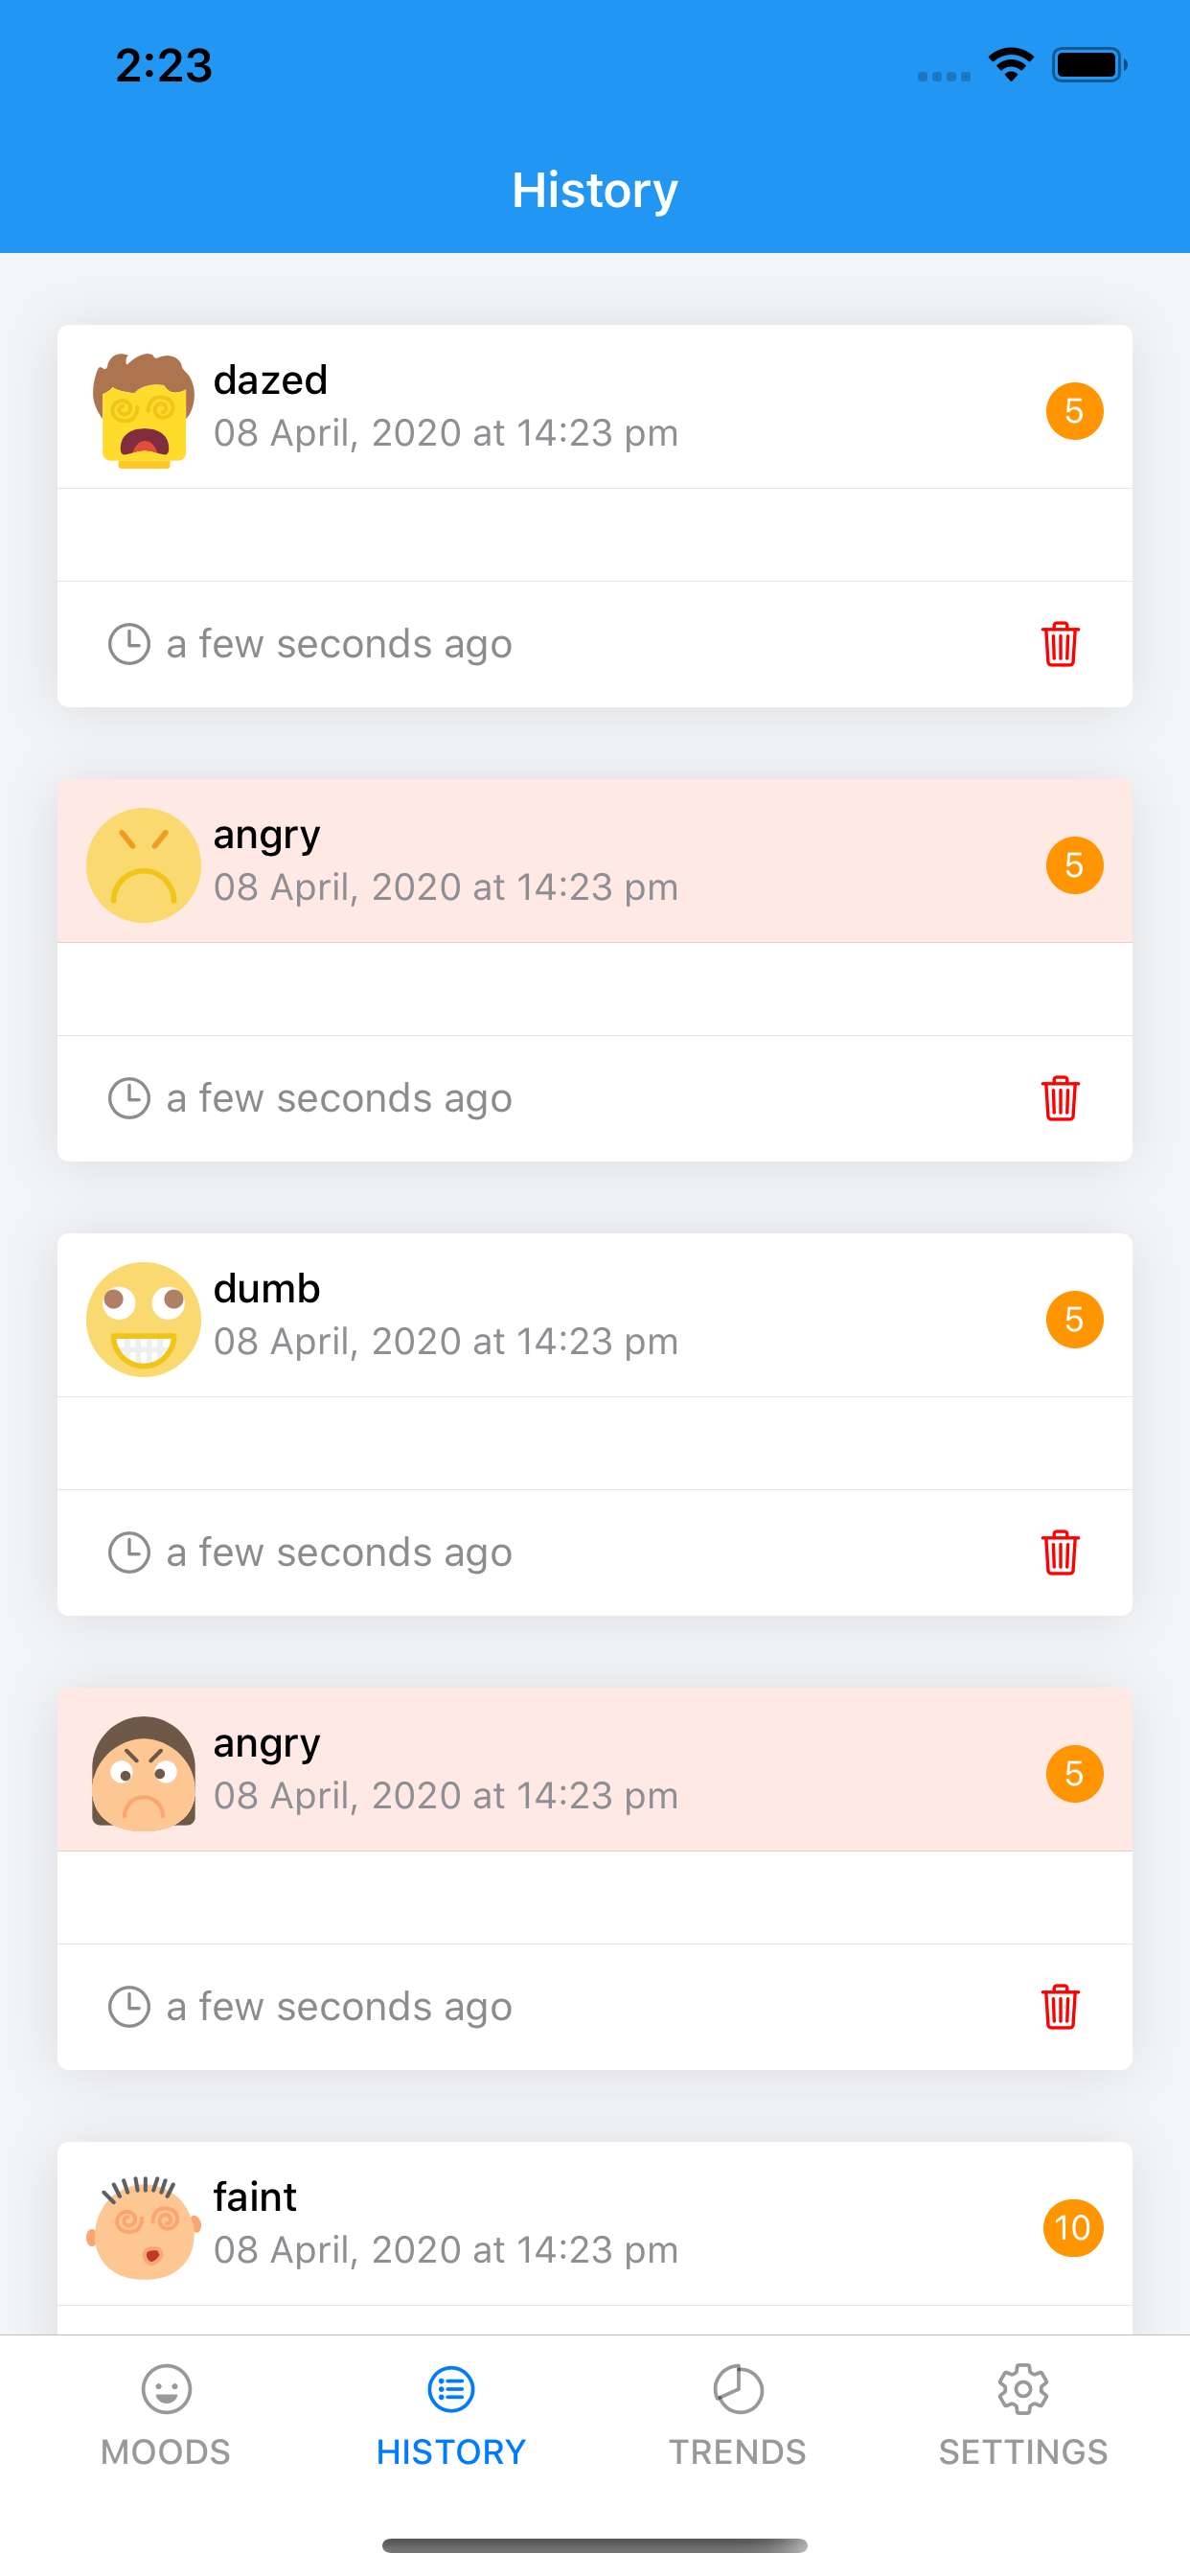 2:23
History
dazed
08 April, 2020 at 14:23 pm
5
a few seconds ago
angry
08 April, 2020 at 14:23 pm
5
a few seconds ago
dumb
08 April, 2020 at 14:23 pm
5
a few seconds ago
angry
08 April, 2020 at 14:23 pm
5
a few seconds ago
faint
08 April, 2020 at 14:23 pm
10
MOODS
HISTORY
TRENDS
SETTINGS